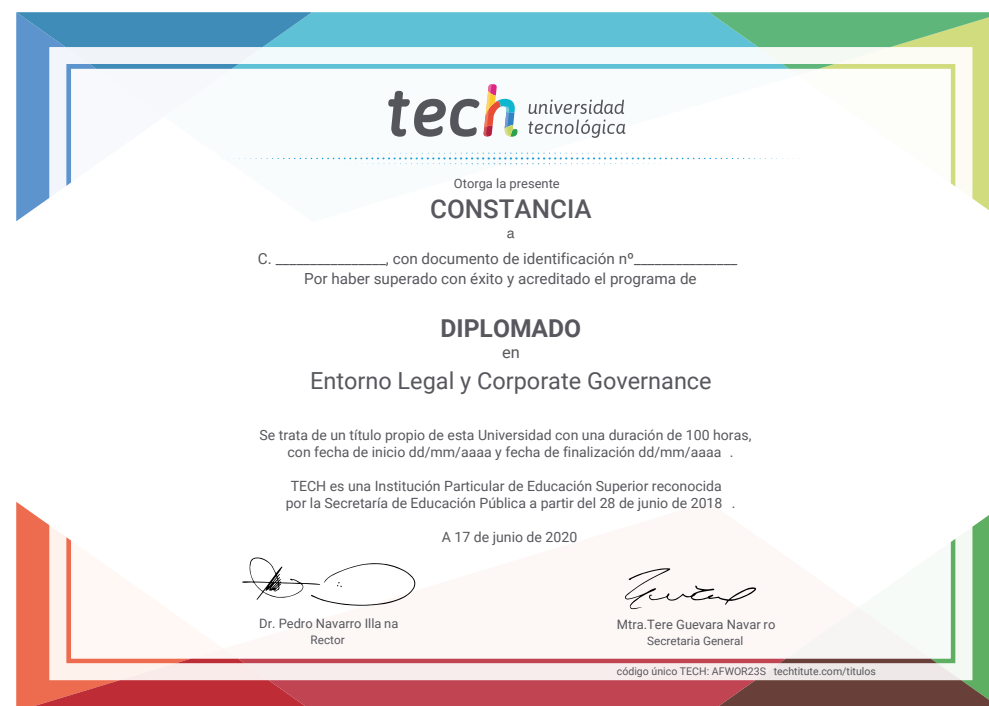 tech universidad
tecnológica
Otorga la presente
CONSTANCIA
a
C. ________________, con documento de identificación nº_______________
Por haber superado con éxito y acreditado el programa de
DIPLOMADO
en
Entorno Legal y Corporate Governance
Se trata de un título propio de esta Universidad con una duración de 100 horas,
con fecha de inicio dd/mm/aaaa y fecha de finalización dd/mm/aaaa .
TECH es una Institución Particular de Educación Superior reconocida
por la Secretaría de Educación Pública a partir del 28 de junio de 2018 .
A 17 de junio de 2020
Dr. Pedro Navarro Illa na
Rector
Mtra.Tere Guevara Navar ro
Secretaria General
código único TECH: AFWOR23S techtitute.com/titulos